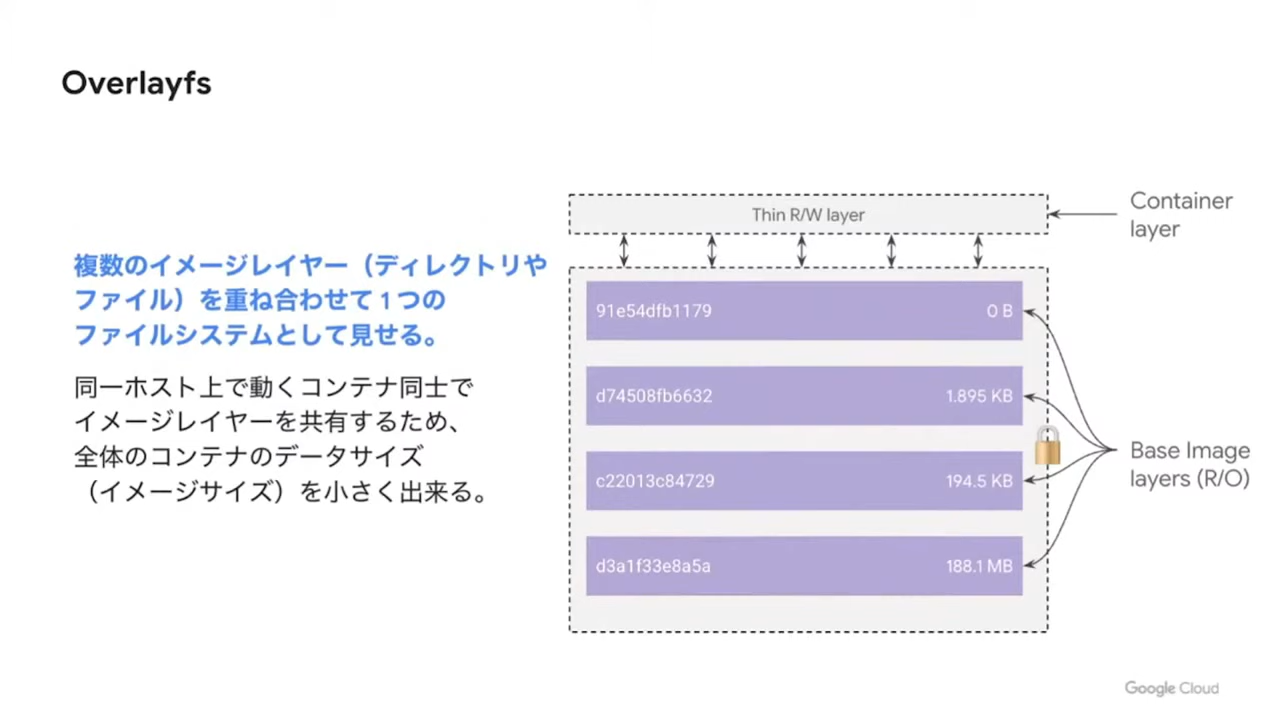 Overlayfs
複数のイメージレイヤー（ディレクトリや
ファイル）を重ね合わせて 1 つの
ファイルシステムとして見せる。
同一ホスト上で動くコンテナ同士で
イメージレイヤーを共有するため、
全体のコンテナのデータサイズ
（イメージサイズ）を小さく出来る。
Thin R/W layer
Container
layer
91e54dfb1179 0 B
d74508fb6632 1.895 KB
c22013c84729 194.5 KB
d3a1f33e8a5a 188.1 MB
Base Image
layers (R/O)
Google Cloud